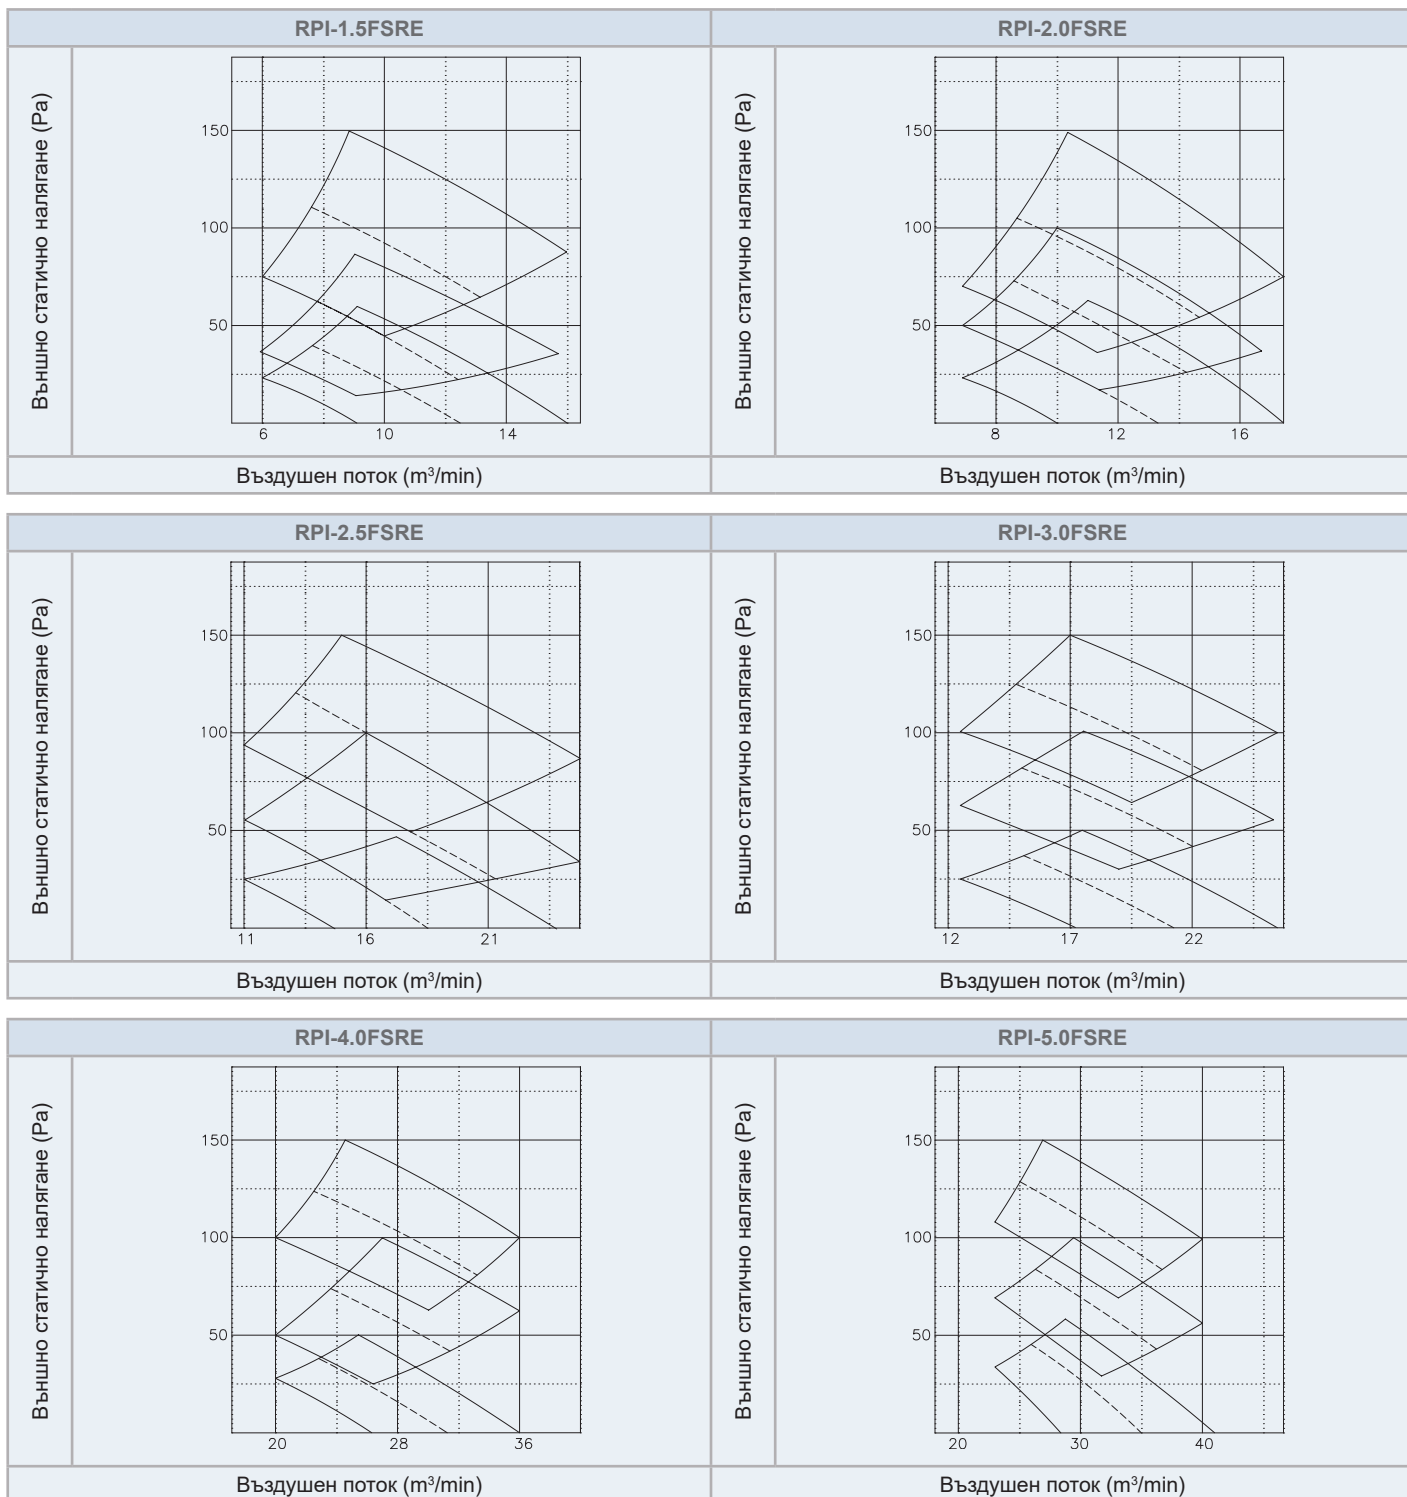 RPI-1.5FSRE
RPI-2.0FSRE
Външно статично налягане (Pa)
150
100
50
6 10 14
Външно статично налягане (Pa)
150
100
50
8 12 16
Въздушен поток (m³/min)
Въздушен поток (m³/min)
RPI-2.5FSRE
RPI-3.0FSRE
Външно статично налягане (Pa)
150
100
50
11 16 21
Външно статично налягане (Pa)
150
100
50
12 17 22
Въздушен поток (m³/min)
Въздушен поток (m³/min)
RPI-4.0FSRE
RPI-5.0FSRE
Външно статично налягане (Pa)
150
100
50
20 28 36
Външно статично налягане (Pa)
150
100
50
20 30 40
Въздушен поток (m³/min)
Въздушен поток (m³/min)